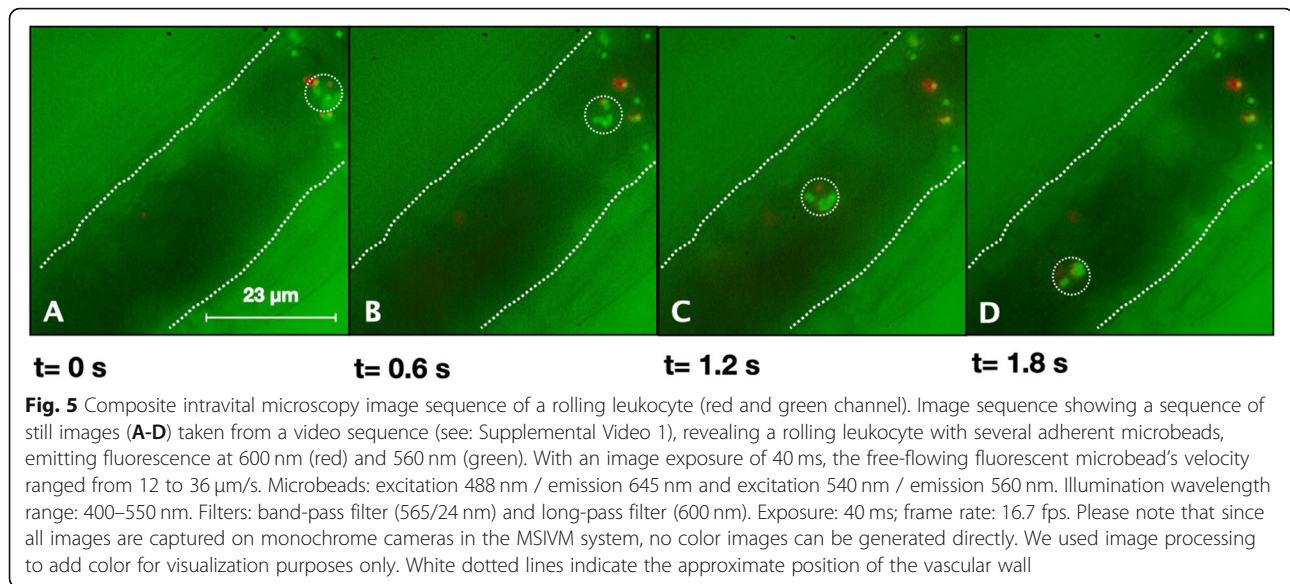 A
23 µm
B
C
D
t= 0 s
t= 0.6 s
t= 1.2 s
t= 1.8 s
Fig. 5 Composite intravital microscopy image sequence of a rolling leukocyte (red and green channel). Image sequence showing a sequence of
still images (A-D) taken from a video sequence (see: Supplemental Video 1), revealing a rolling leukocyte with several adherent microbeads,
emitting fluorescence at 600 nm (red) and 560 nm (green). With an image exposure of 40 ms, the free-flowing fluorescent microbead's velocity
ranged from 12 to 36 µm/s. Microbeads: excitation 488 nm / emission 645 nm and excitation 540 nm / emission 560 nm. Illumination wavelength
range: 400–550 nm. Filters: band-pass filter (565/24 nm) and long-pass filter (600 nm). Exposure: 40 ms; frame rate: 16.7 fps. Please note that since
all images are captured on monochrome cameras in the MSIVM system, no color images can be generated directly. We used image processing
to add color for visualization purposes only. White dotted lines indicate the approximate position of the vascular wall